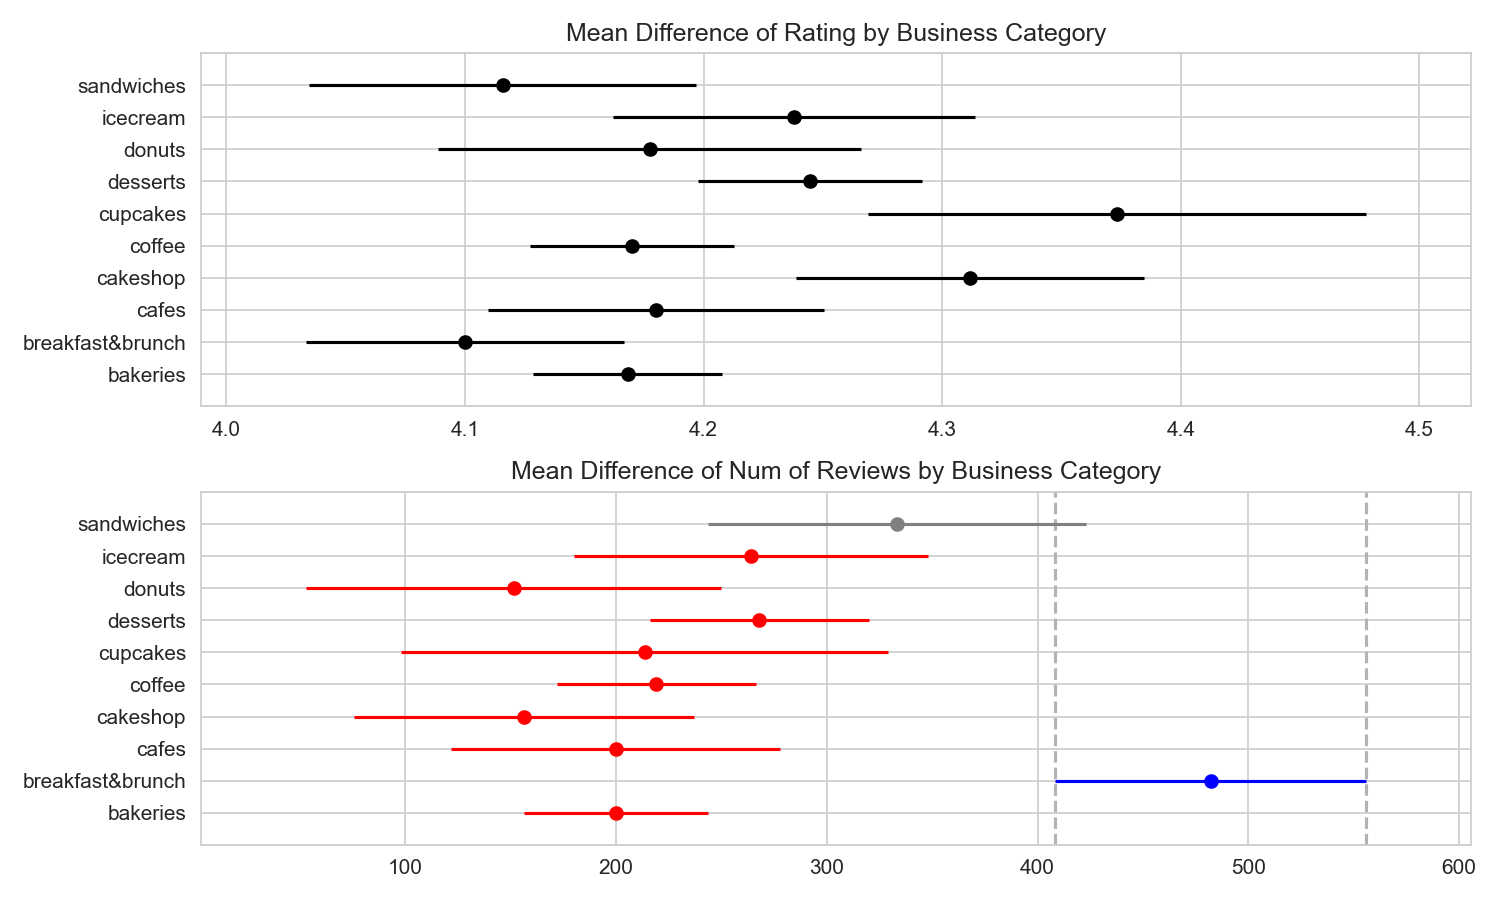 Mean Difference of Rating by Business Category
sandwiches
icecream
donuts
desserts
cupcakes
coffee
cakeshop
cafes
breakfast&brunch
bakeries
4.0 4.1 4.2 4.3 4.4 4.5
Mean Difference of Num of Reviews by Business Category
sandwiches
icecream
donuts
desserts
cupcakes
coffee
cakeshop
cafes
breakfast&brunch
bakeries
100 200 300 400 500 600